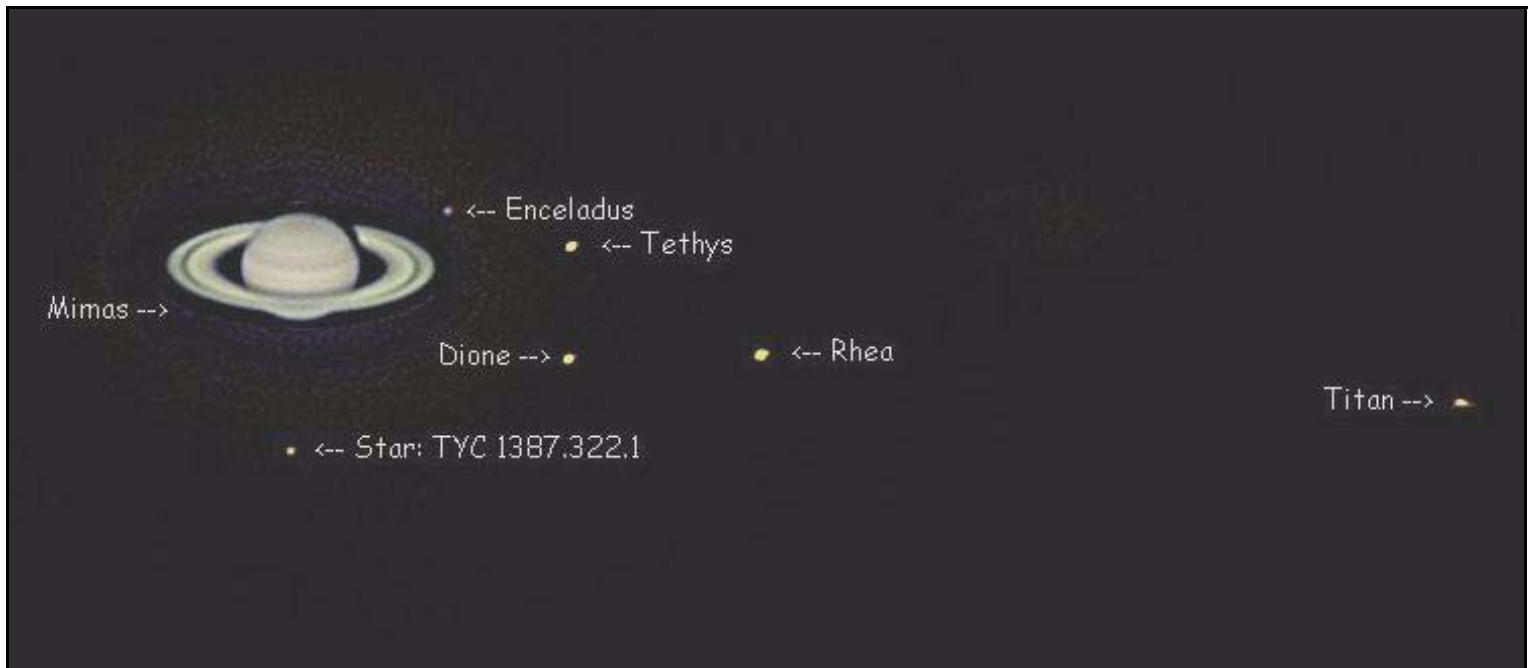 <-- Enceladus
<-- Tethys
Mimas -->
Dione -->
<-- Rhea
Titan -->
<-- Star: TYC 1387.322.1